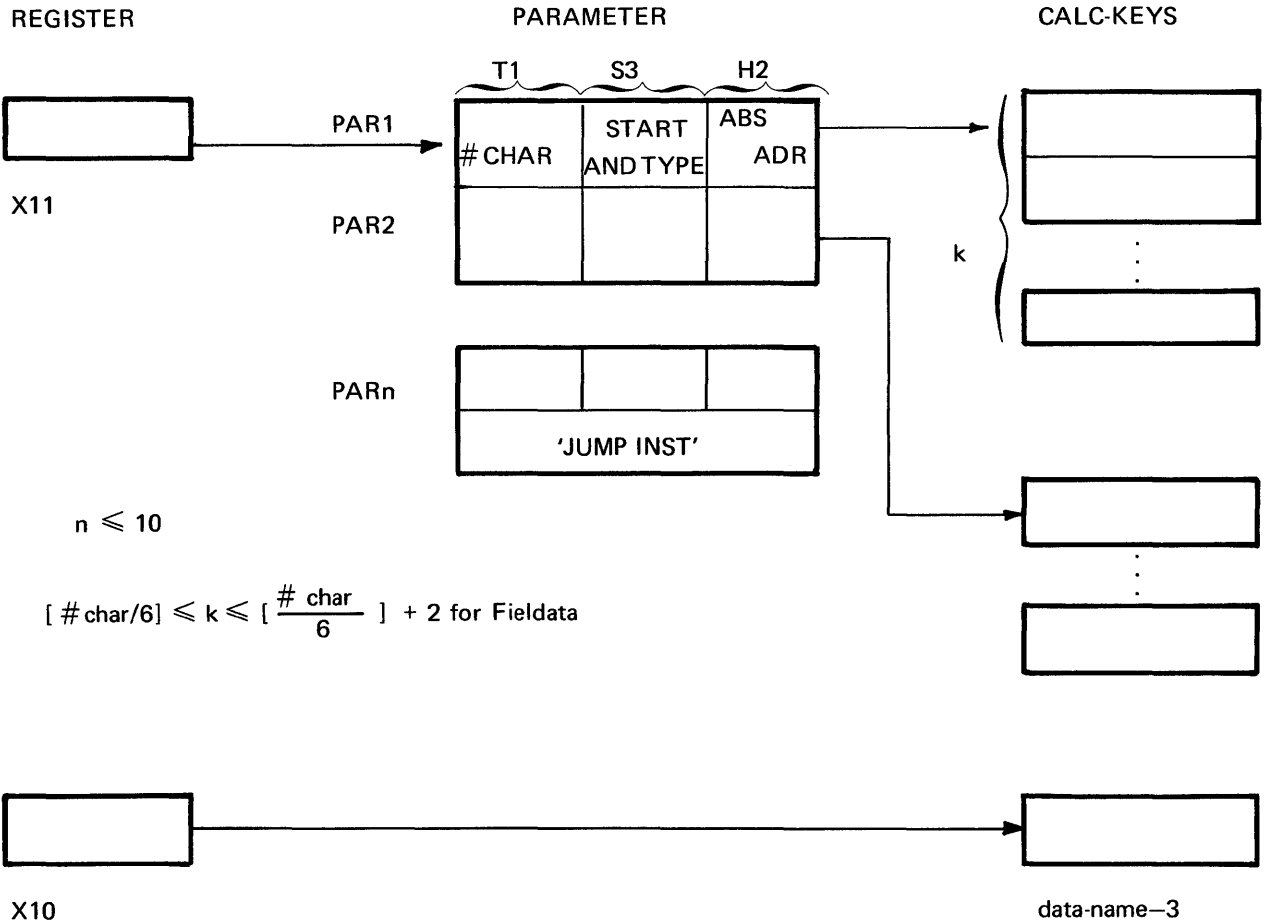 REGISTER PARAMETER CALC-KEYS
T1 S3 H2
PAR1
# CHAR
START
AND TYPE
ABS
ADR
X11
PAR2
k
PARn
'JUMP INST'
n ⩽ 10
[ # char/6] ⩽ k ⩽ [ # char / 6 ] + 2 for Fieldata
X10 data-name–3